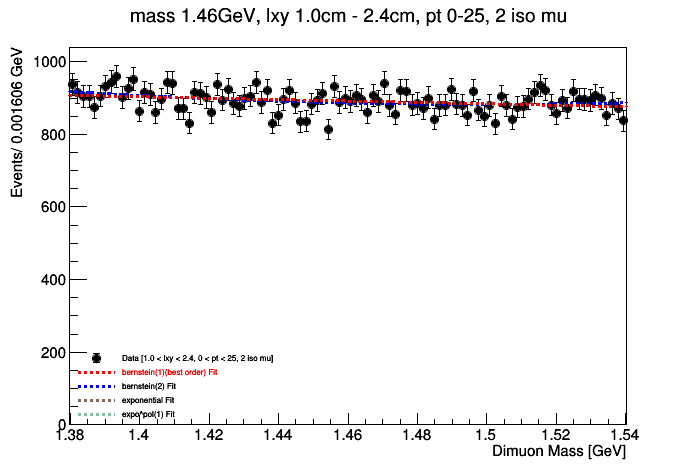 mass 1.46GeV, lxy 1.0cm - 2.4cm, pt 0-25, 2 iso mu
Events/ 0.001606 GeV
1000
800
600
400
200
0
Data [1.0 < lxy < 2.4, 0 < pt < 25, 2 iso mu]
bernstein(1)(best order) Fit
bernstein(2) Fit
exponential Fit
expo*pol(1) Fit
1.38 1.4 1.42 1.44 1.46 1.48 1.5 1.52 1.54
Dimuon Mass [GeV]